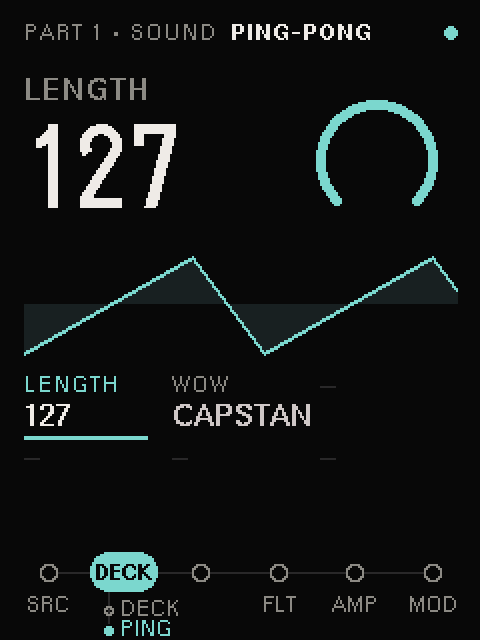 PART 1 · SOUND PING-PONG
LENGTH
127
LENGTH WOW —
127 CAPSTAN
— — —
DECK
SRC DECK FLT AMP MOD
PING